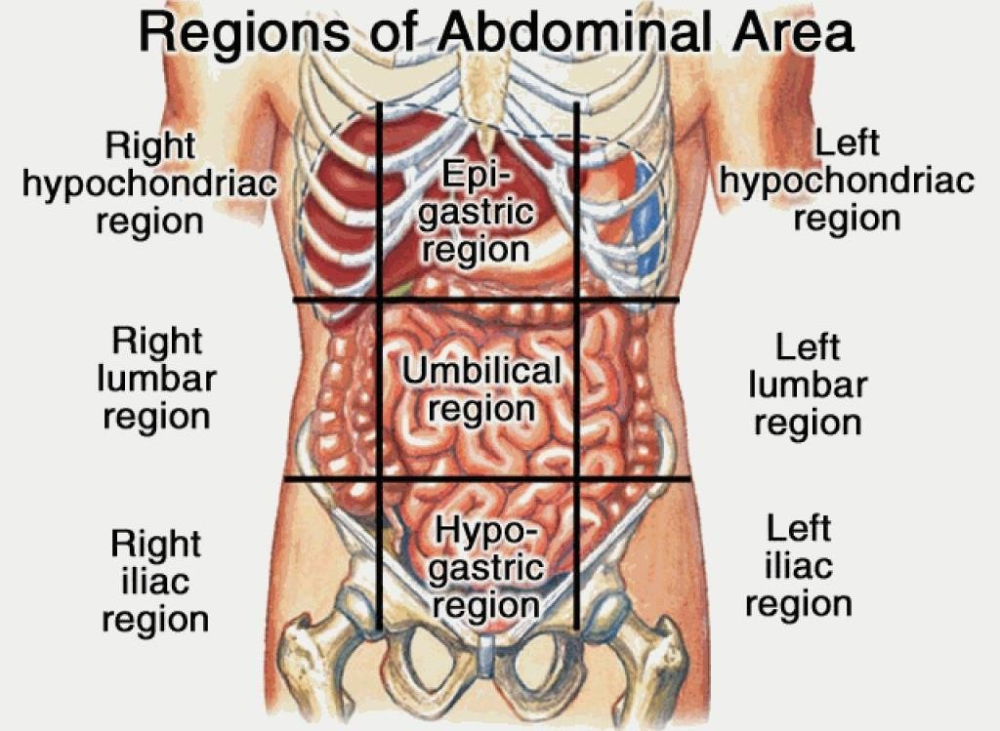 Regions of Abdominal Area
Right
hypochondriac
region
Epi-
gastric
region
Left
hypochondriac
region
Right
lumbar
region
Umbilical
region
Left
lumbar
region
Right
iliac
region
Hypo-
gastric
region
Left
iliac
region